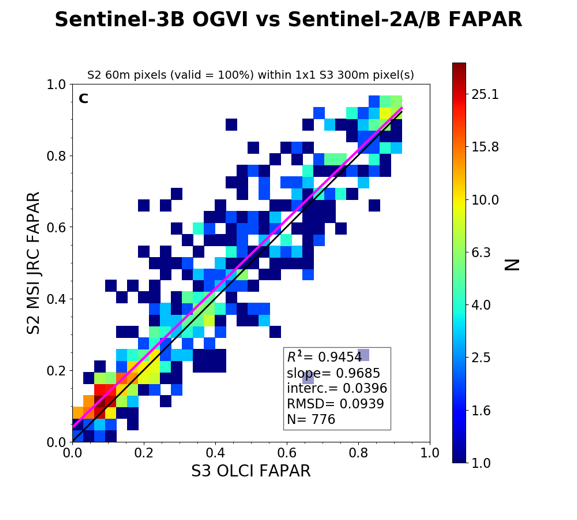 Sentinel-3B OGVI vs Sentinel-2A/B FAPAR
S2 60m pixels (valid = 100%) within 1x1 S3 300m pixel(s)
C
1.0
0.8
0.6
0.4
0.2
0.0
S2 MSI JRC FAPAR
0.0 0.2 0.4 0.6 0.8 1.0
S3 OLCI FAPAR
= 0.9454
slope= 0.9685
interc.= 0.0396
RMSD= 0.0939
N= 776
25.1
15.8
10.0
6.3
4.0
2.5
1.6
1.0
N